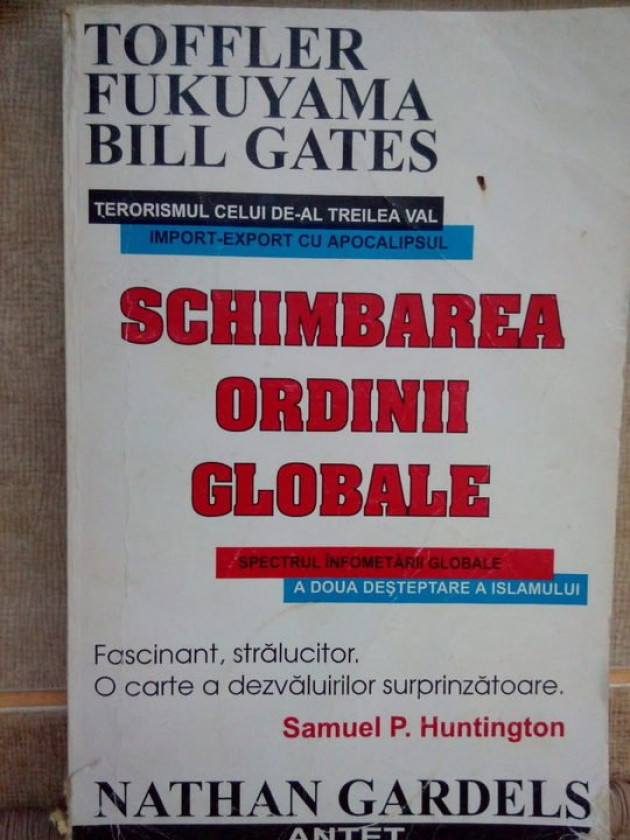 TOFFLER
FUKUYAMA
BILL GATES
TERORISMUL CELUI DE-AL TREILEA VAL
IMPORT-EXPORT CU APOCALIPSUL
SCHIMBAREA
ORDINII
GLOBALE
SPECTRUL ÎNFOMETĂRII GLOBALE
A DOUA DEȘTEPTARE A ISLAMULUI
Fascinant, strălucitor.
O carte a dezvăluirilor surprinzătoare.
Samuel P. Huntington
NATHAN GARDELS
ANTET